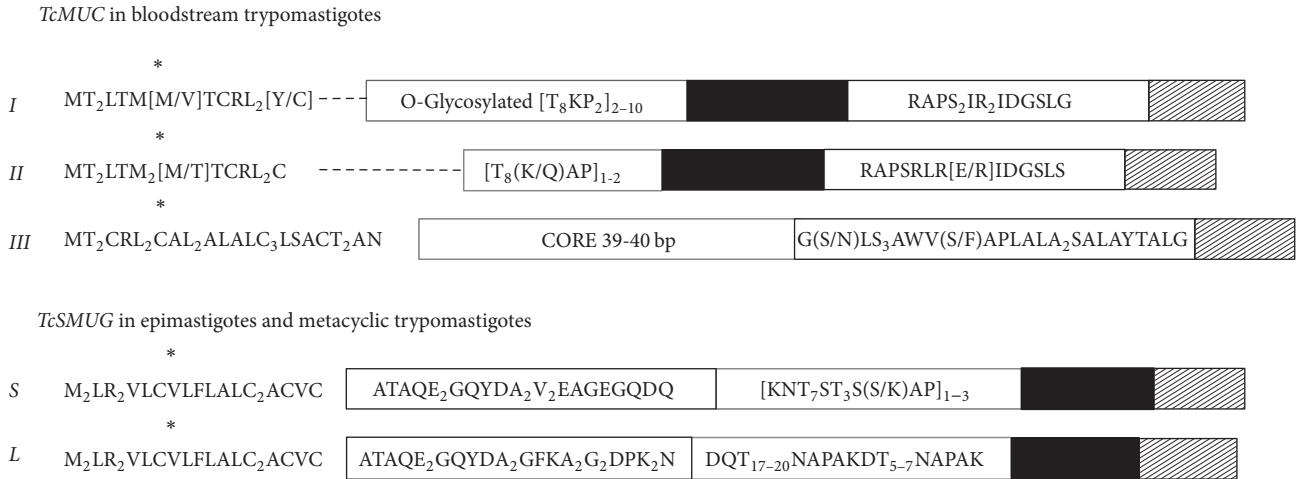 TcMUC in bloodstream trypomastigotes
*
I MT₂LTM[M/V]TCRL₂[Y/C] O-Glycosylated [T₈KP₂]₂₋₁₀ RAPS₂IR₂IDGSLG
*
II MT₂LTM₂[M/T]TCRL₂C [T₈(K/Q)AP]₁₋₂ RAPSRLR[E/R]IDGSLS
*
III MT₂CRL₂CAL₂ALALC₃LSACT₂AN CORE 39-40 bp G(S/N)LS₃AWV(S/F)APLALA₂SALAYTALG
TcSMUG in epimastigotes and metacyclic trypomastigotes
*
S M₂LR₂VLCVLFLALC₂ACVC ATAQE₂GQYDA₂V₂EAGEGQDQ [KNT₇ST₃S(S/K)AP]₁₋₃
*
L M₂LR₂VLCVLFLALC₂ACVC ATAQE₂GQYDA₂GFKA₂G₂DPK₂N DQT₁₇₋₂₀NAPAKDT₅₋₇NAPAK